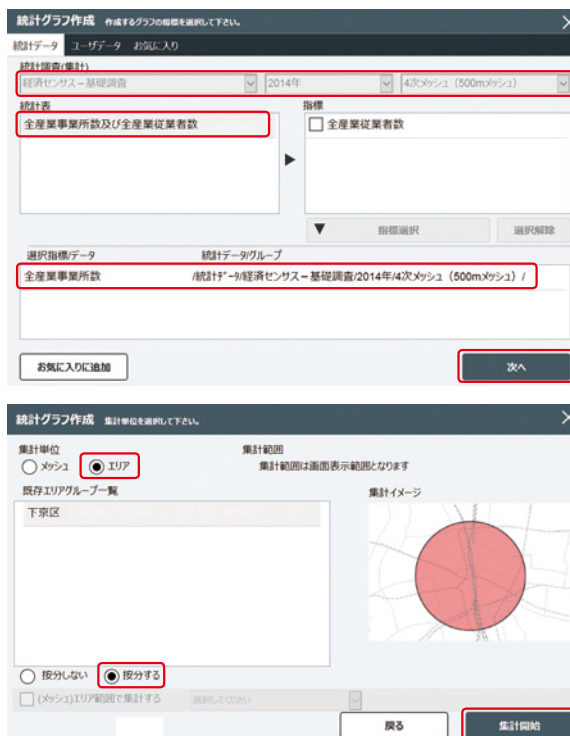 統計グラフ作成 作成するグラフの指標を選択して下さい。
統計データ ユーザデータ お気に入り
統計調査(集計)
経済センサス－基礎調査 2014年 4次メッシュ（500mメッシュ）
統計表 指標
全産業事業所数及び全産業従業者数 全産業従業者数
指標選択 選択解除
選択指標/データ 統計データ/グループ
全産業事業所数 /統計ﾃﾞｰﾀ/経済センサス－基礎調査/2014年/4次メッシュ（500mメッシュ）/
お気に入りに追加 次へ
統計グラフ作成 集計単位を選択して下さい。
集計単位 集計範囲
メッシュ エリア 集計範囲は画面表示範囲となります
既存エリアグループ一覧 集計イメージ
下京区
按分しない 按分する
(メッシュ)エリア範囲で集計する 選択してください
戻る 集計開始